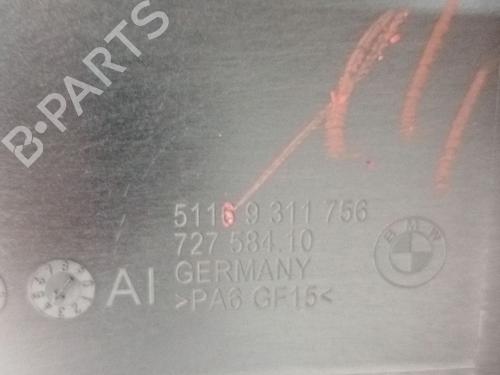 B-PARTS
5116 9 311 756
727 584.10
GERMANY
>PA6 GF15<
AI
BMW